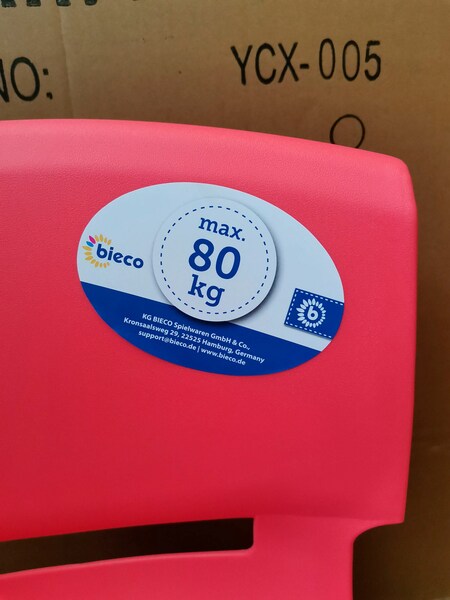 NO:
YCX-005
bieco
max.
80
kg
b
KG BIECO Spielwaren GmbH & Co.,
Kronsaalsweg 29, 22525 Hamburg, Germany
support@bieco.de | www.bieco.de